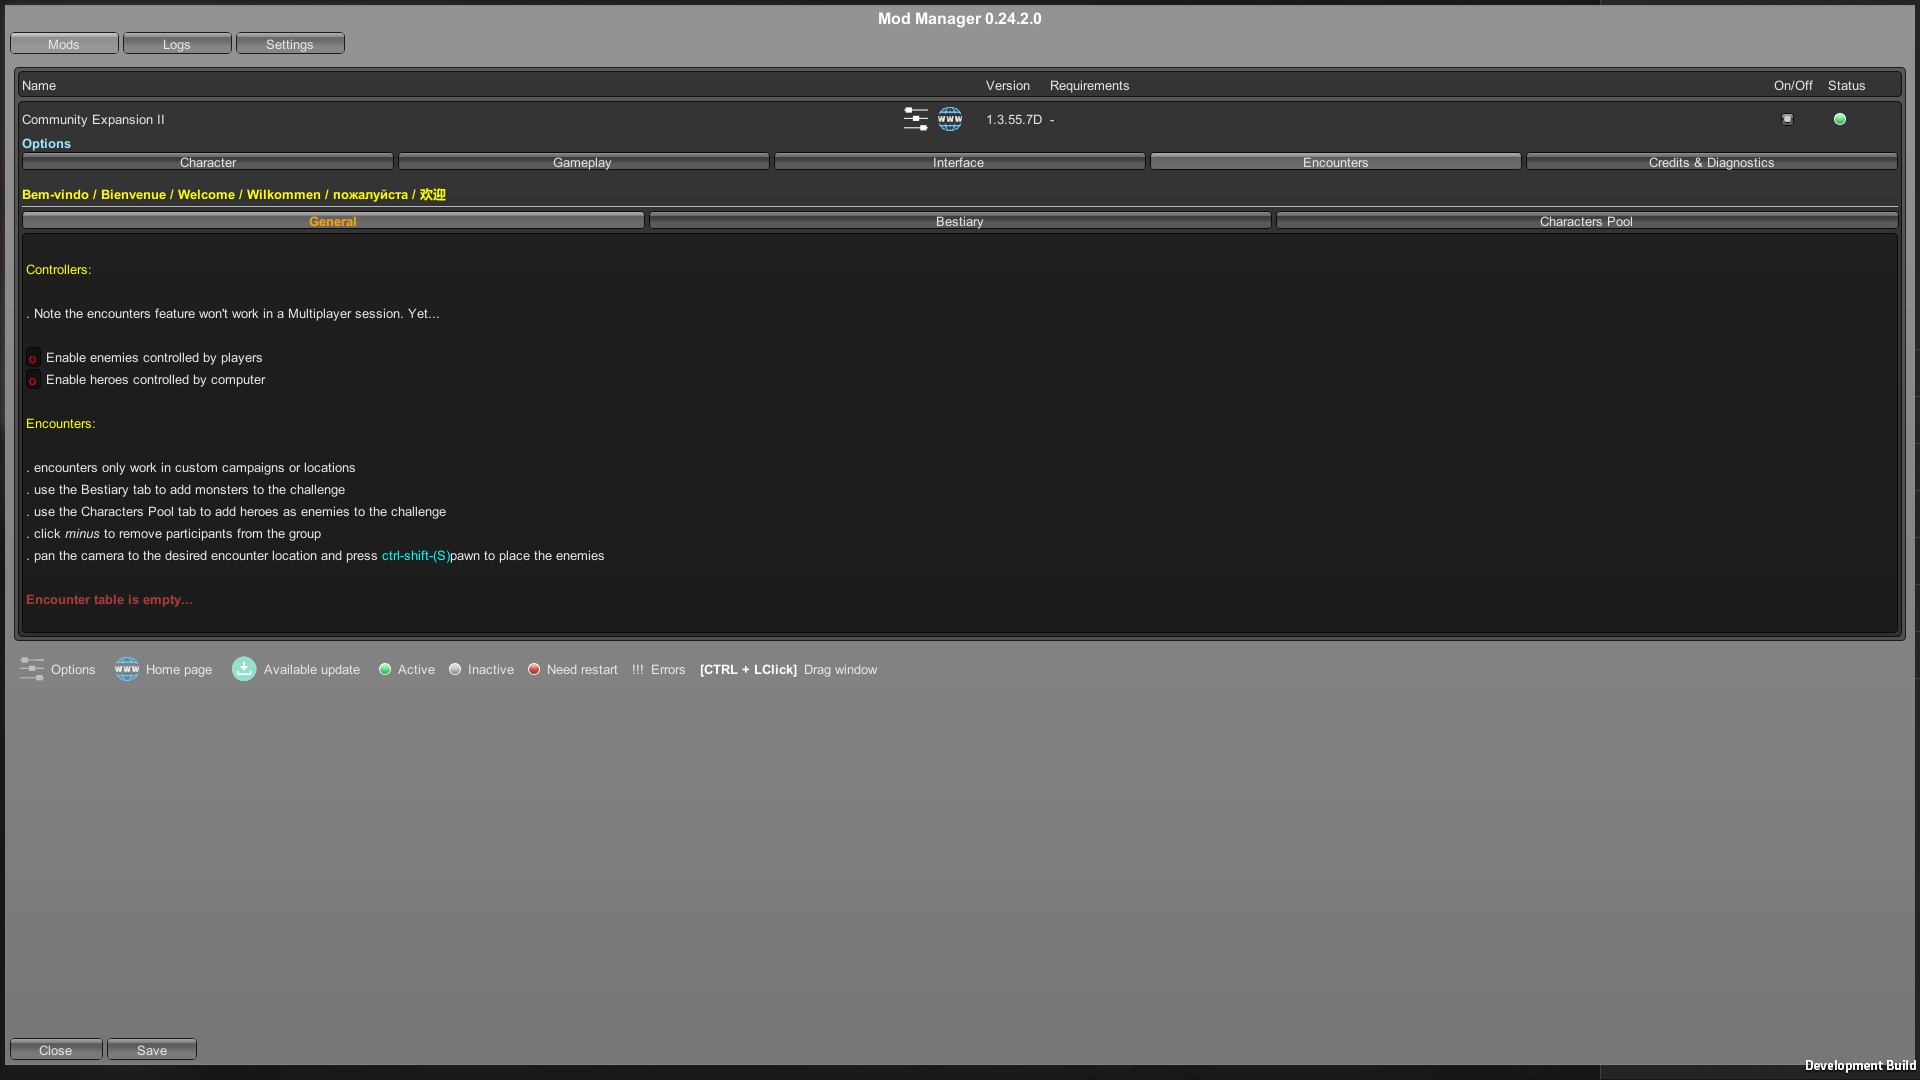 Mod Manager 0.24.2.0
Mods Logs Settings
Name Version Requirements On/Off Status
Community Expansion II www 1.3.55.7D - 
Options
Character Gameplay Interface Encounters Credits & Diagnostics
Bem-vindo / Bienvenue / Welcome / Wilkommen / пожалуйста / 欢迎
General Bestiary Characters Pool
Controllers:
. Note the encounters feature won't work in a Multiplayer session. Yet...
o Enable enemies controlled by players
o Enable heroes controlled by computer
Encounters:
. encounters only work in custom campaigns or locations
. use the Bestiary tab to add monsters to the challenge
. use the Characters Pool tab to add heroes as enemies to the challenge
. click minus to remove participants from the group
. pan the camera to the desired encounter location and press ctrl-shift-(S)pawn to place the enemies
Encounter table is empty...
Options www Home page Available update Active Inactive Need restart !!! Errors [CTRL + LClick] Drag window
Close Save
Development Build